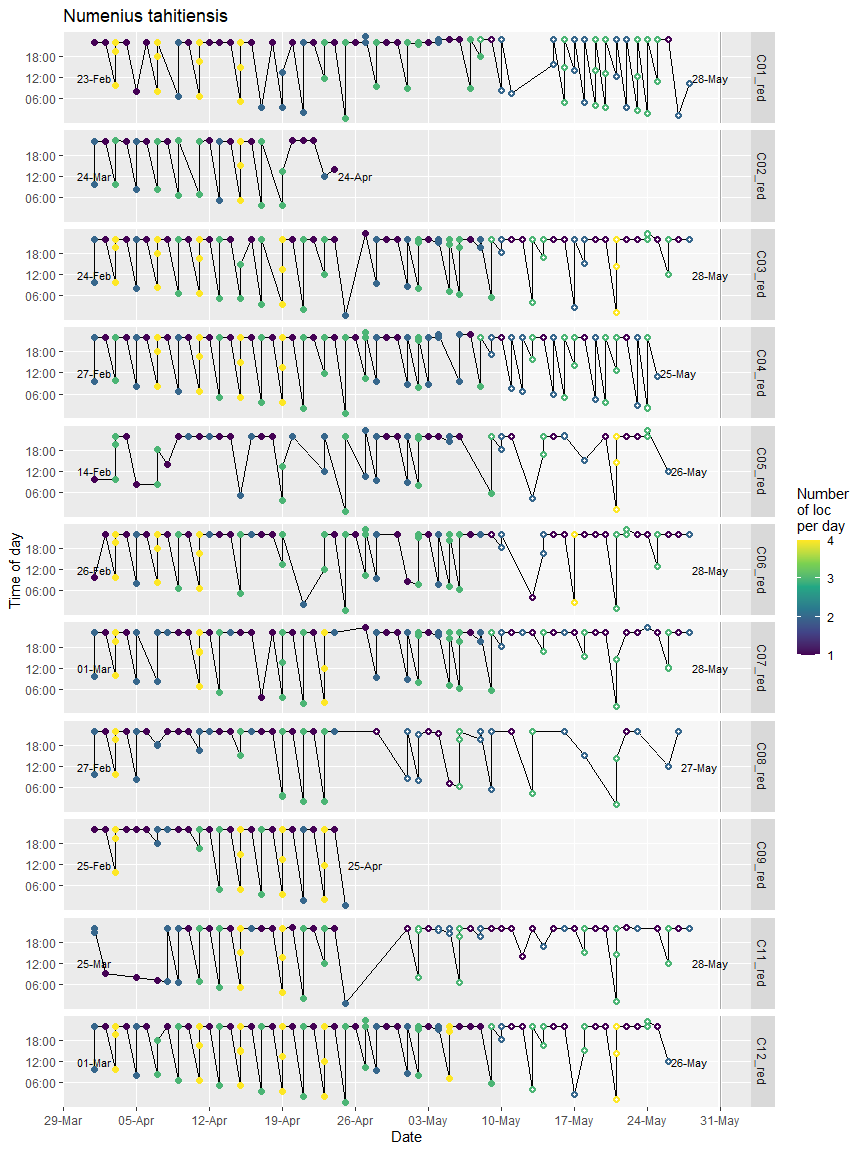 Numenius tahitiensis
Time of day
18:00
12:00
06:00
23-Feb
28-May
C01_red
18:00
12:00
06:00
24-Mar
24-Apr
C02_red
18:00
12:00
06:00
24-Feb
28-May
C03_red
18:00
12:00
06:00
27-Feb
25-May
C04_red
18:00
12:00
06:00
14-Feb
26-May
C05_red
18:00
12:00
06:00
26-Feb
28-May
C06_red
18:00
12:00
06:00
01-Mar
28-May
C07_red
18:00
12:00
06:00
27-Feb
27-May
C08_red
18:00
12:00
06:00
25-Feb
25-Apr
C09_red
18:00
12:00
06:00
25-Mar
28-May
C11_red
18:00
12:00
06:00
01-Mar
26-May
C12_red
29-Mar 05-Apr 12-Apr 19-Apr 26-Apr 03-May 10-May 17-May 24-May 31-May
Date
Number
of loc
per day
4
3
2
1